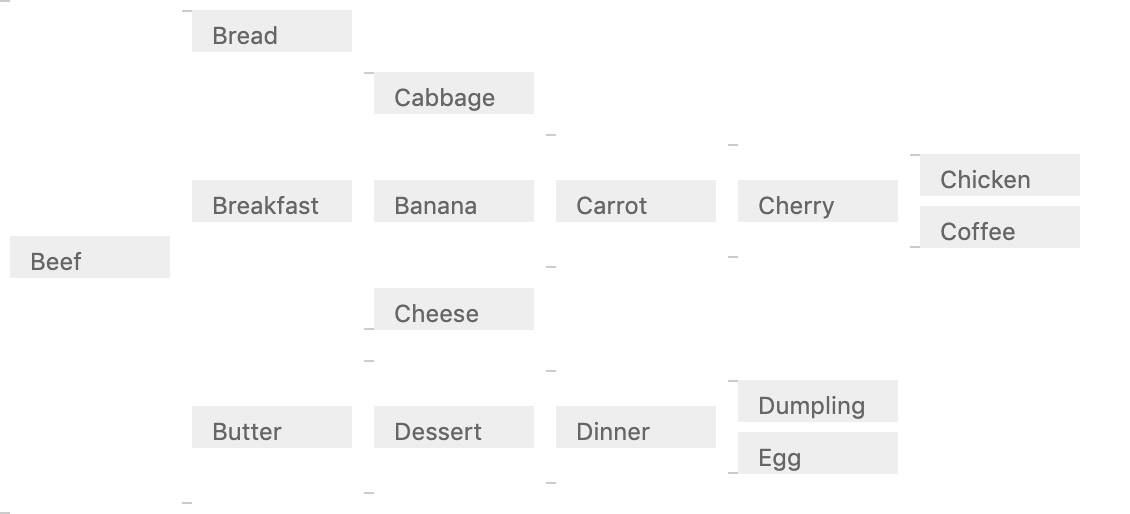 Bread
Cabbage
Chicken
Breakfast
Banana
Carrot
Cherry
Coffee
Beef
Cheese
Dumpling
Butter
Dessert
Dinner
Egg